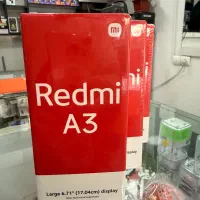 mi
Redmi
A3
Large 6.71" (17.04cm) display